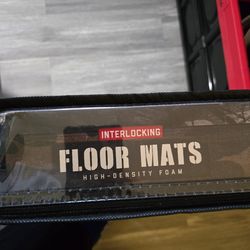 INTERLOCKING
FLOOR MATS
HIGH-DENSITY FOAM